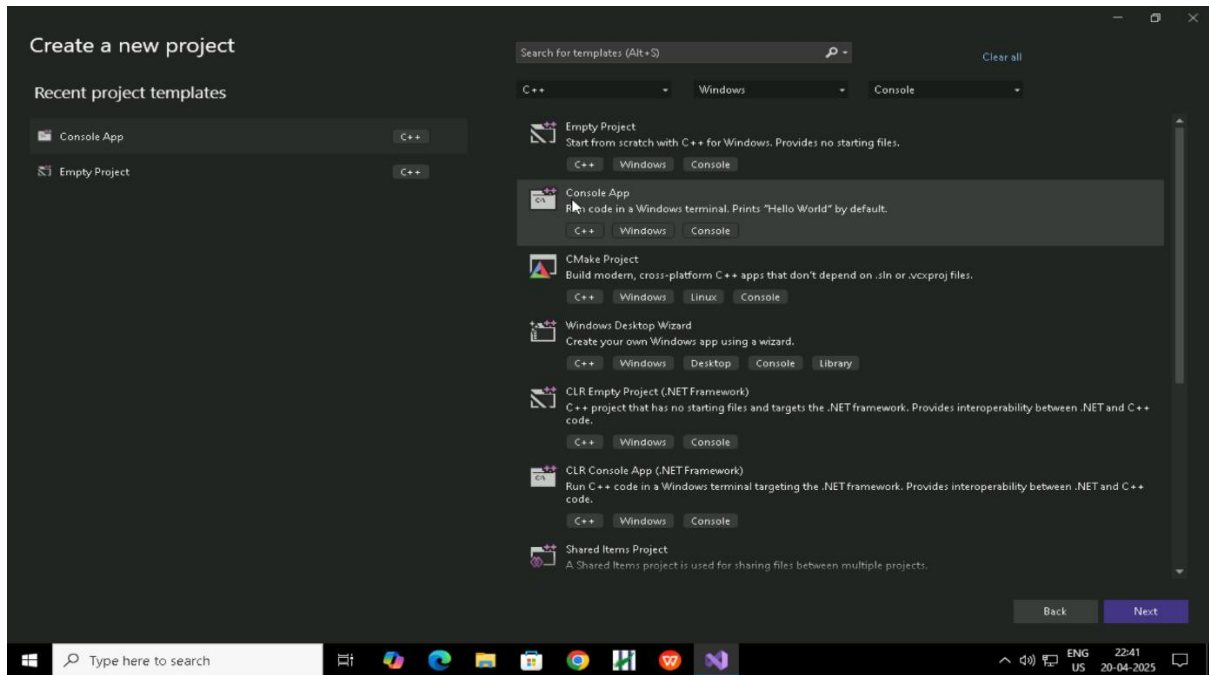 Create a new project
Recent project templates
Console App C++
Empty Project C++
Search for templates (Alt+S)
Clear all
C++ Windows Console
Empty Project
Start from scratch with C++ for Windows. Provides no starting files.
C++ Windows Console
Console App
Run code in a Windows terminal. Prints "Hello World" by default.
C++ Windows Console
CMake Project
Build modern, cross-platform C++ apps that don't depend on .sln or .vcxproj files.
C++ Windows Linux Console
Windows Desktop Wizard
Create your own Windows app using a wizard.
C++ Windows Desktop Console Library
CLR Empty Project (.NET Framework)
C++ project that has no starting files and targets the .NET framework. Provides interoperability between .NET and C++
code.
C++ Windows Console
CLR Console App (.NET Framework)
Run C++ code in a Windows terminal targeting the .NET framework. Provides interoperability between .NET and C++
code.
C++ Windows Console
Shared Items Project
A Shared Items project is used for sharing files between multiple projects.
Back Next
Type here to search
ENG 22:41
US 20-04-2025